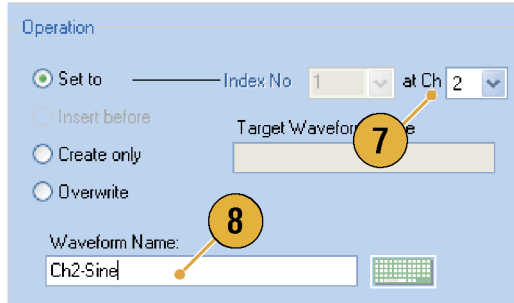 Operation
Set to Index No 1 at Ch 2
Insert before
Target Waveform
7
Create only
Overwrite
8
Waveform Name:
Ch2-Sine